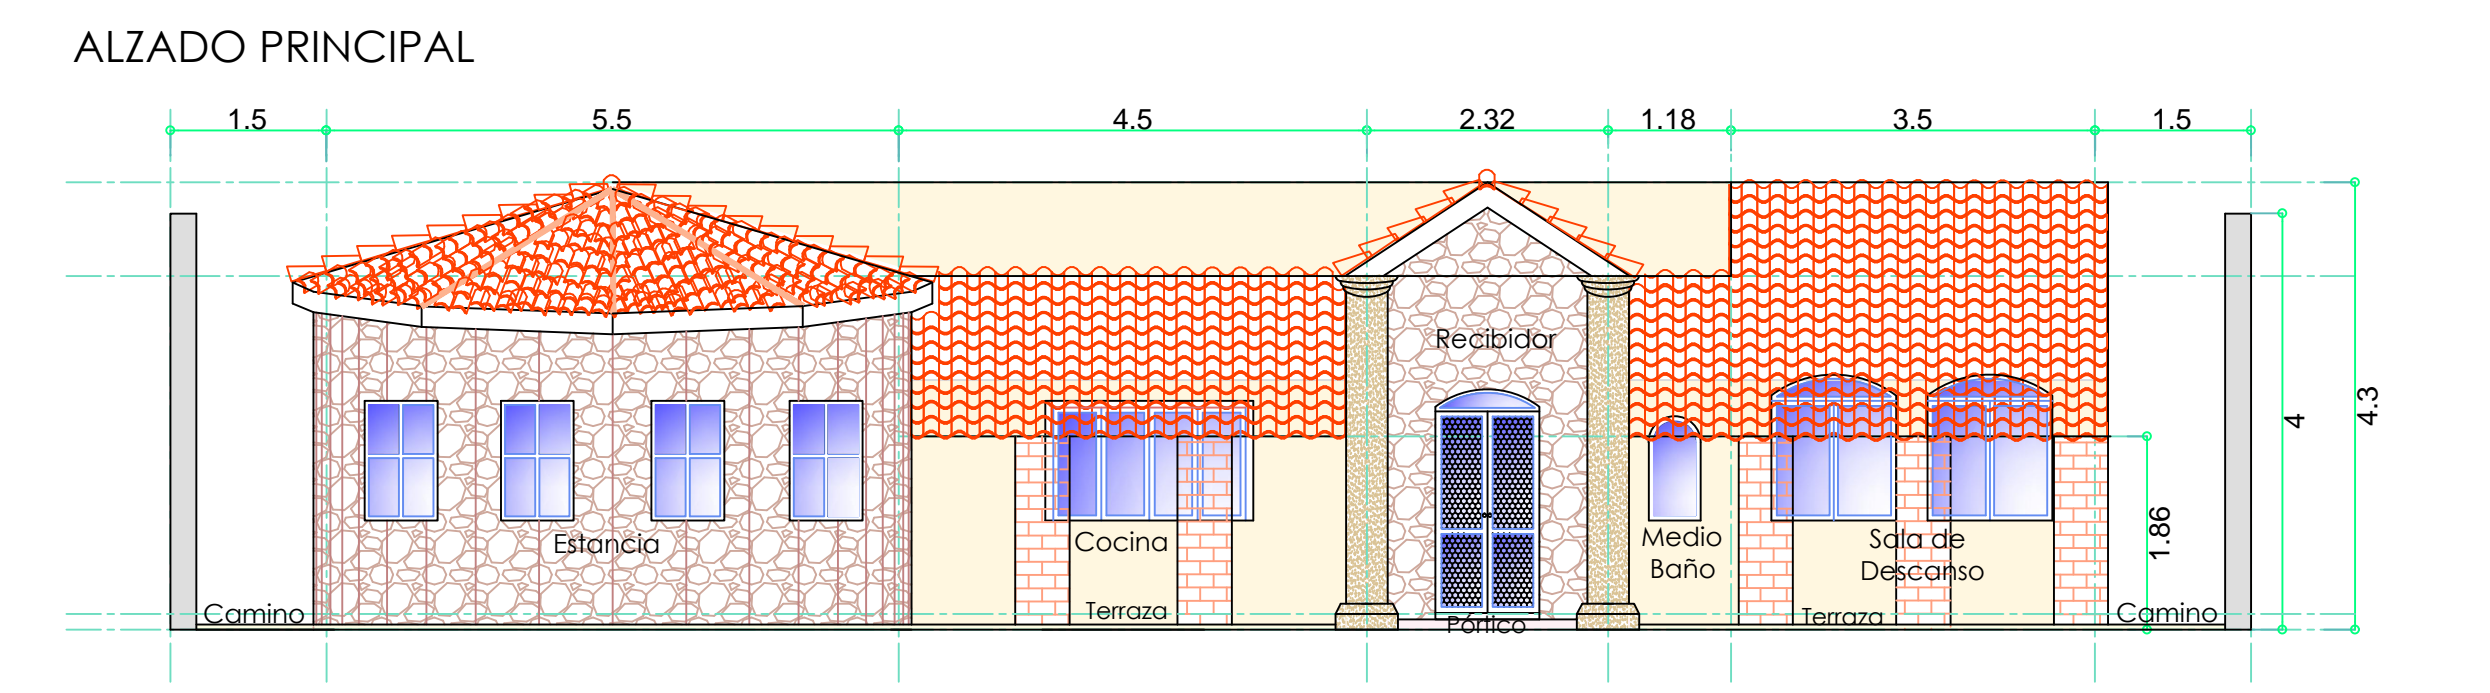 ALZADO PRINCIPAL
1.5
5.5
4.5
2.32
1.18
3.5
1.5
4.3
4
1.86
Recibidor
Estancia
Cocina
Medio
Baño
Sala de
Descanso
Camino
Terraza
Pórtico
Terraza
Camino